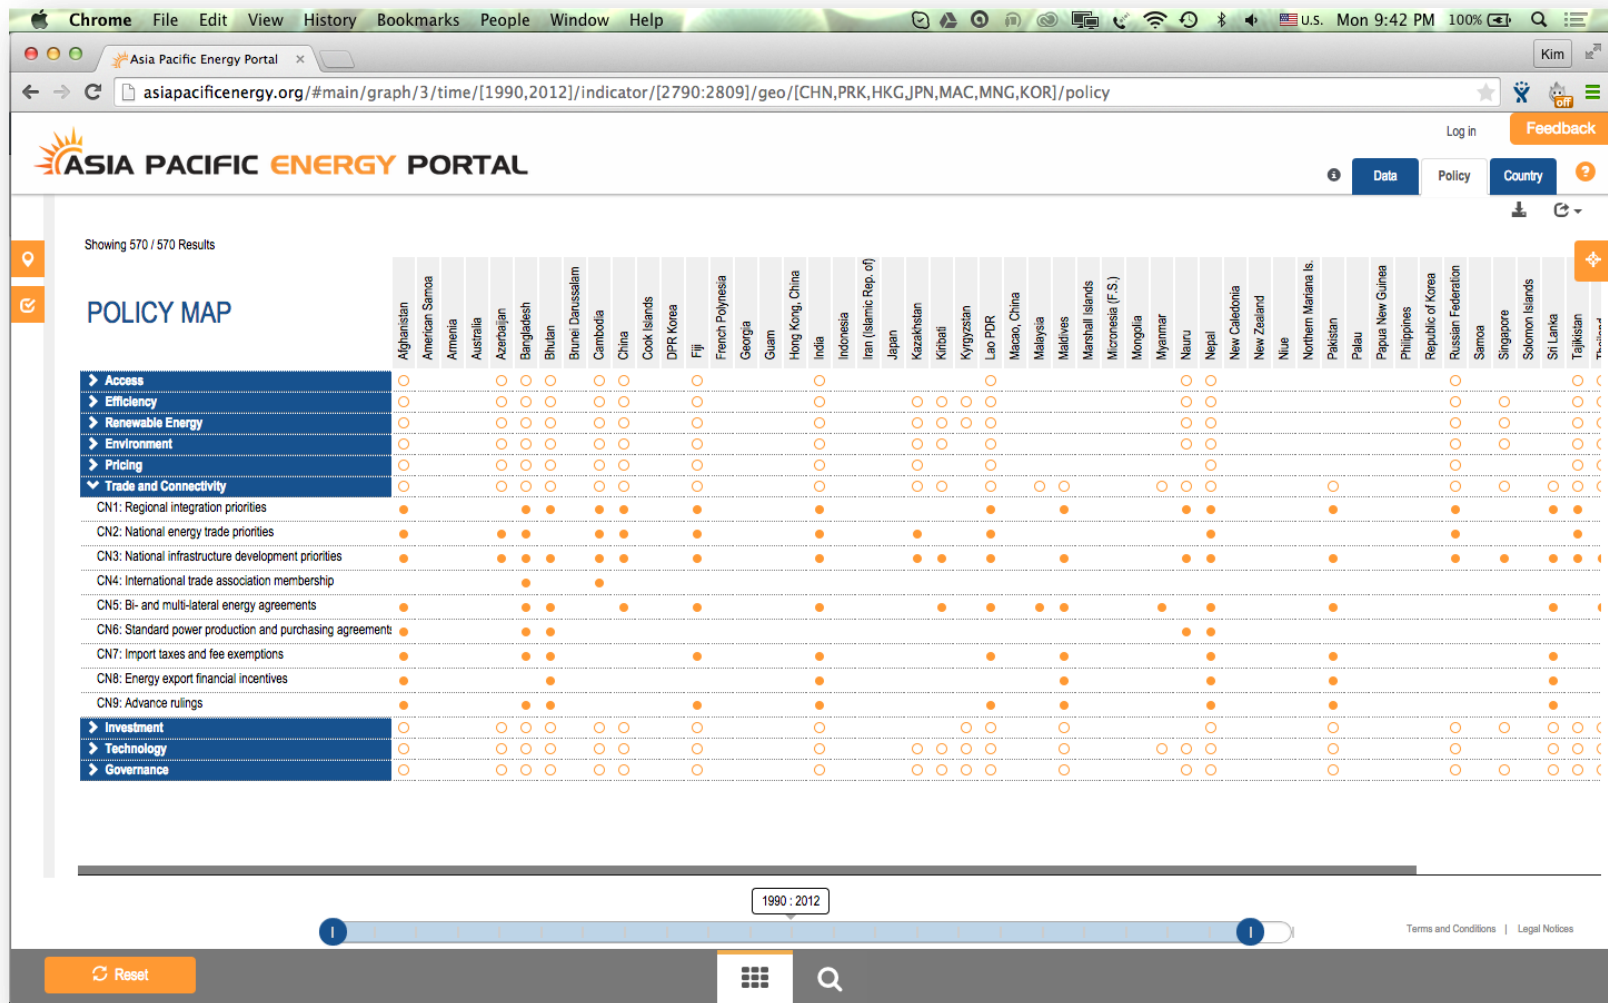 Chrome File Edit View History Bookmarks People Window Help U.S. Mon 9:42 PM 100%
Asia Pacific Energy Portal × Kim
asiapacificenergy.org/#main/graph/3/time/[1990,2012]/indicator/[2790:2809]/geo/[CHN,PRK,HKG,JPN,MAC,MNG,KOR]/policy off
Log in Feedback
ASIA PACIFIC ENERGY PORTAL
Data Policy Country ?
Showing 570 / 570 Results
POLICY MAP
Afghanistan
American Samoa
Armenia
Australia
Azerbaijan
Bangladesh
Bhutan
Brunei Darussalam
Cambodia
China
Cook Islands
DPR Korea
Fiji
French Polynesia
Georgia
Guam
Hong Kong, China
India
Indonesia
Iran (Islamic Rep. of)
Japan
Kazakhstan
Kiribati
Kyrgyzstan
Lao PDR
Macao, China
Malaysia
Maldives
Marshall Islands
Micronesia (F.S.)
Mongolia
Myanmar
Nauru
Nepal
New Caledonia
New Zealand
Niue
Northern Mariana Is.
Pakistan
Palau
Papua New Guinea
Philippines
Republic of Korea
Russian Federation
Samoa
Singapore
Solomon Islands
Sri Lanka
Tajikistan
Access
Efficiency
Renewable Energy
Environment
Pricing
Trade and Connectivity
CN1: Regional integration priorities
CN2: National energy trade priorities
CN3: National infrastructure development priorities
CN4: International trade association membership
CN5: Bi- and multi-lateral energy agreements
CN6: Standard power production and purchasing agreements
CN7: Import taxes and fee exemptions
CN8: Energy export financial incentives
CN9: Advance rulings
Investment
Technology
Governance
1990 : 2012
Terms and Conditions | Legal Notices
Reset